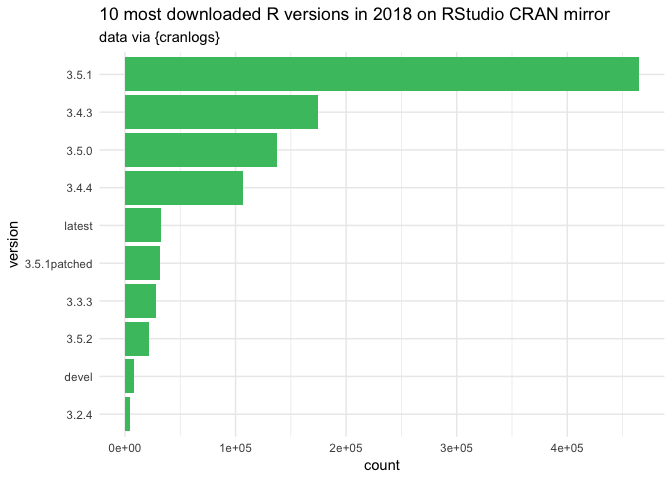 10 most downloaded R versions in 2018 on RStudio CRAN mirror
data via {cranlogs}
version
3.5.1
3.4.3
3.5.0
3.4.4
latest
3.5.1patched
3.3.3
3.5.2
devel
3.2.4
0e+00 1e+05 2e+05 3e+05 4e+05
count